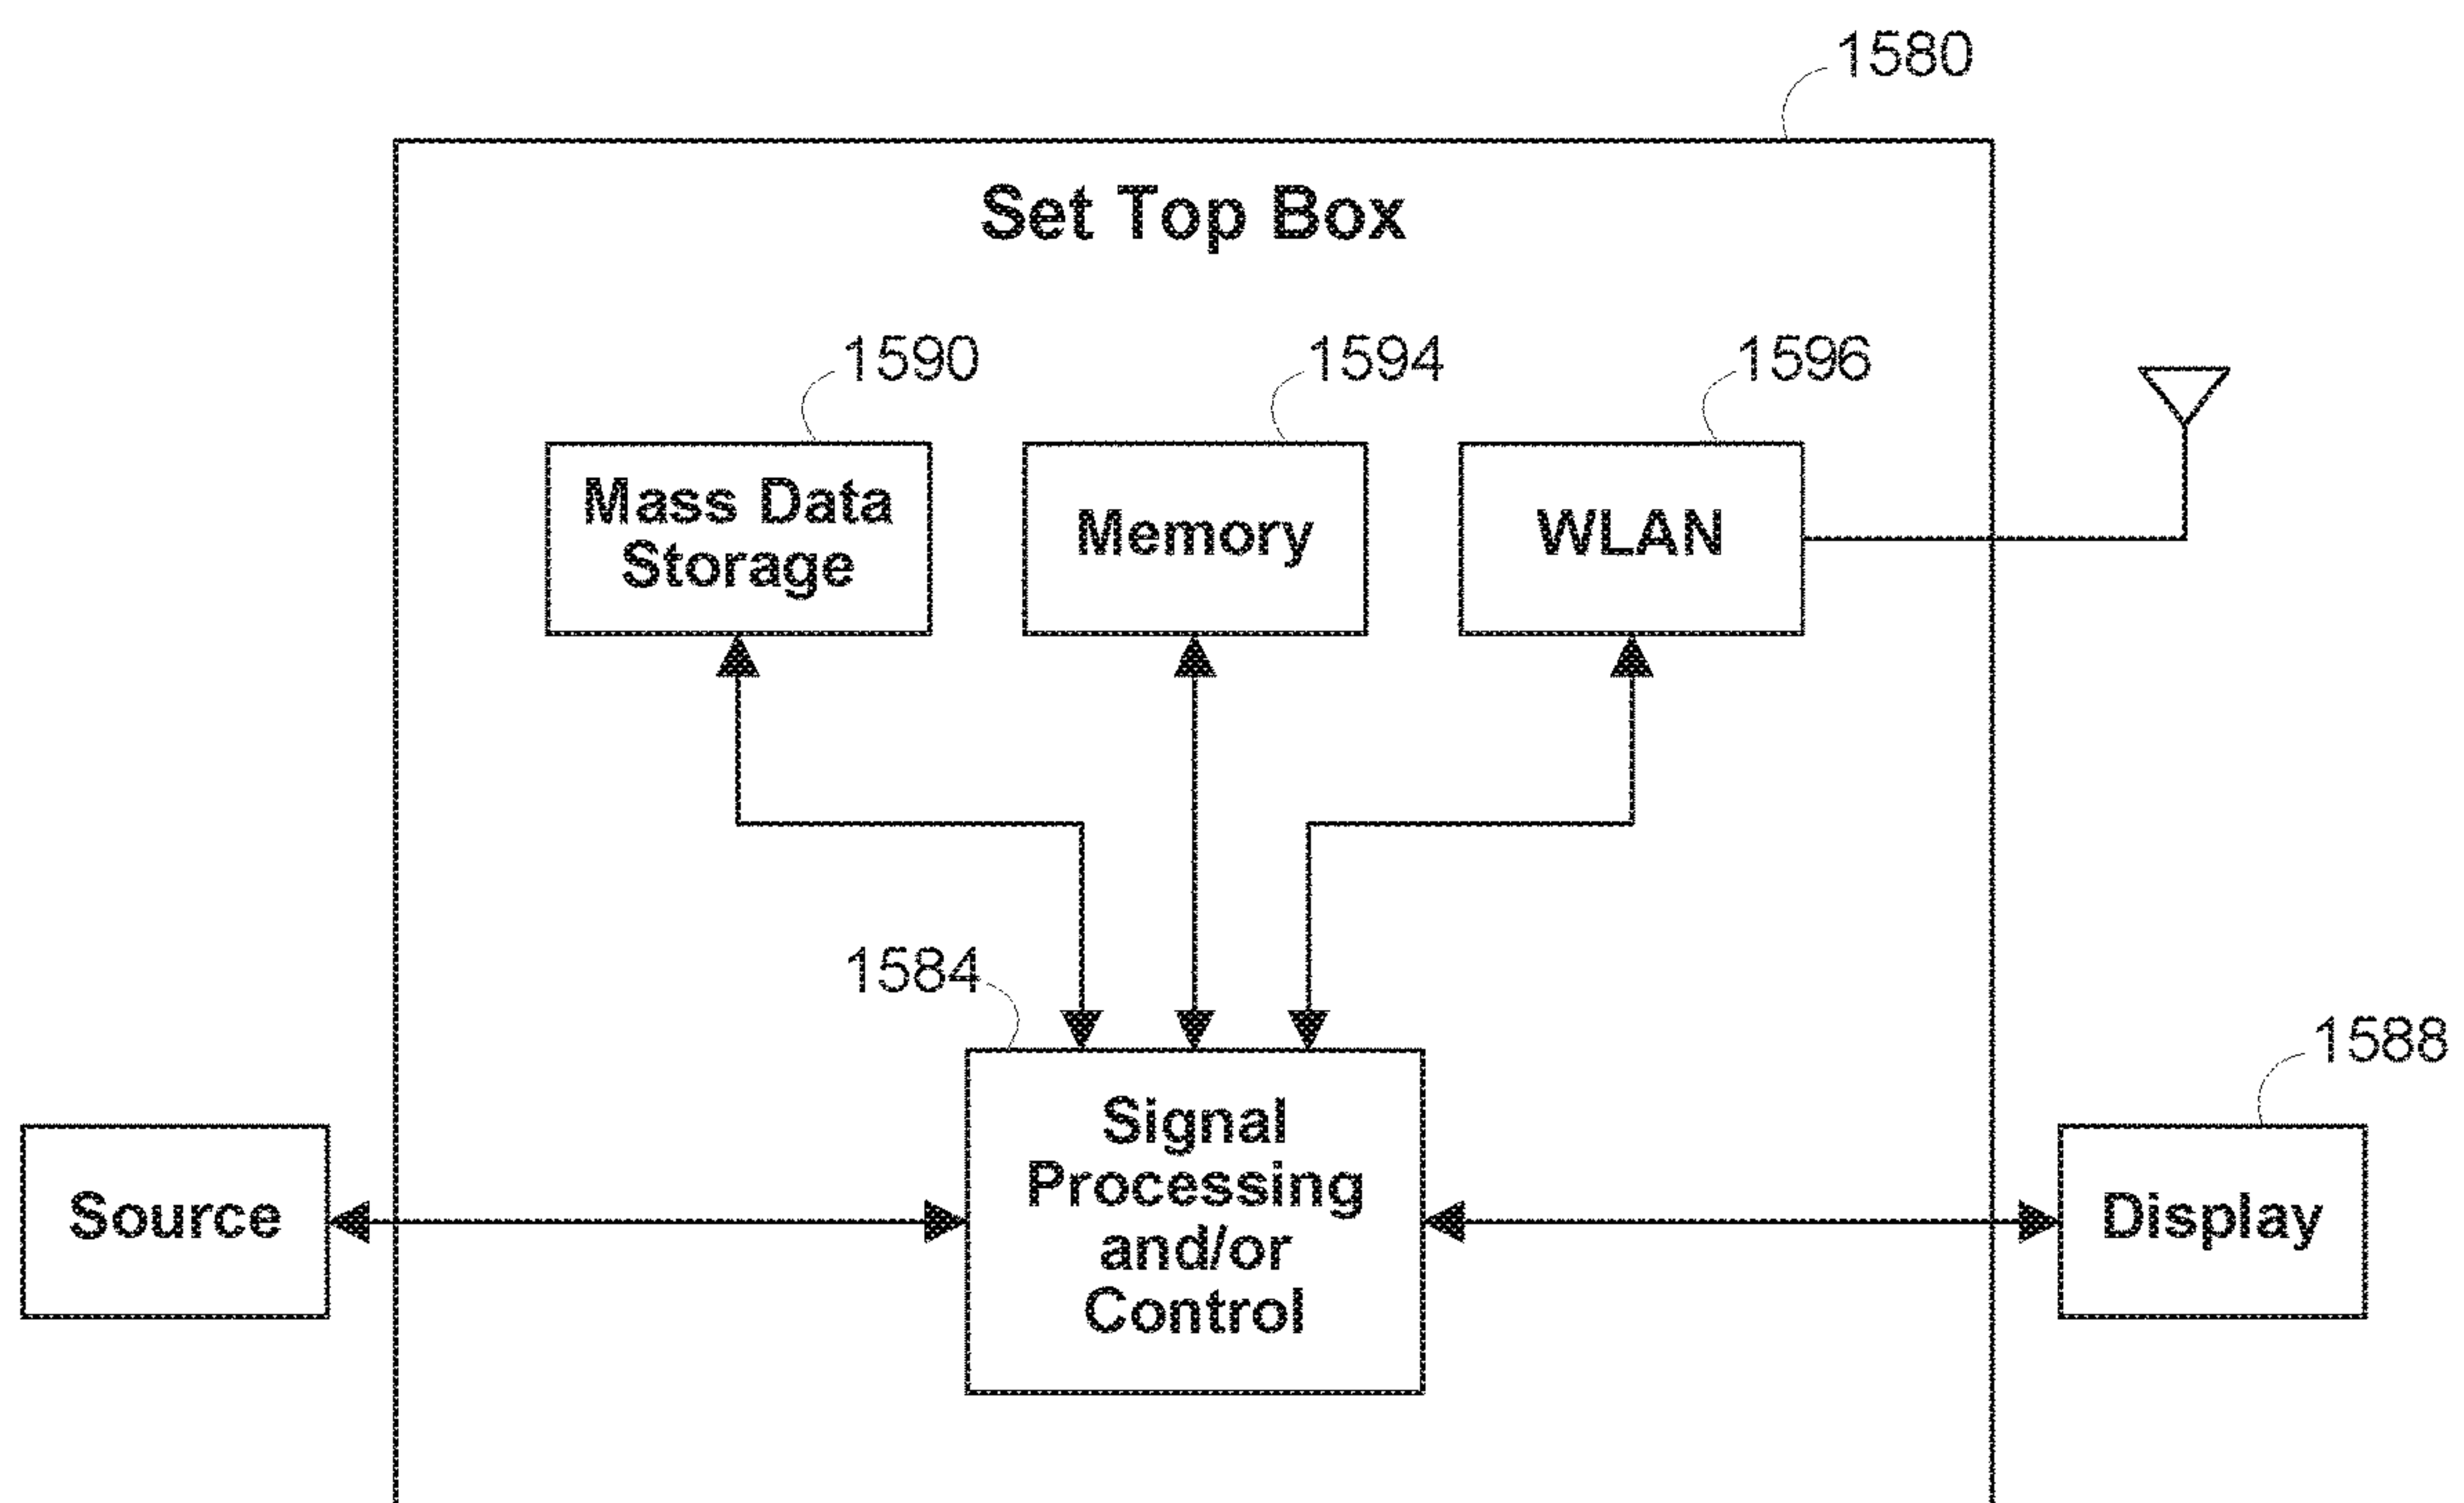 1580
Set Top Box
1590
1594
1596
Mass Data
Storage
Memory
WLAN
1584
1588
Signal
Processing
and/or
Control
Source
Display